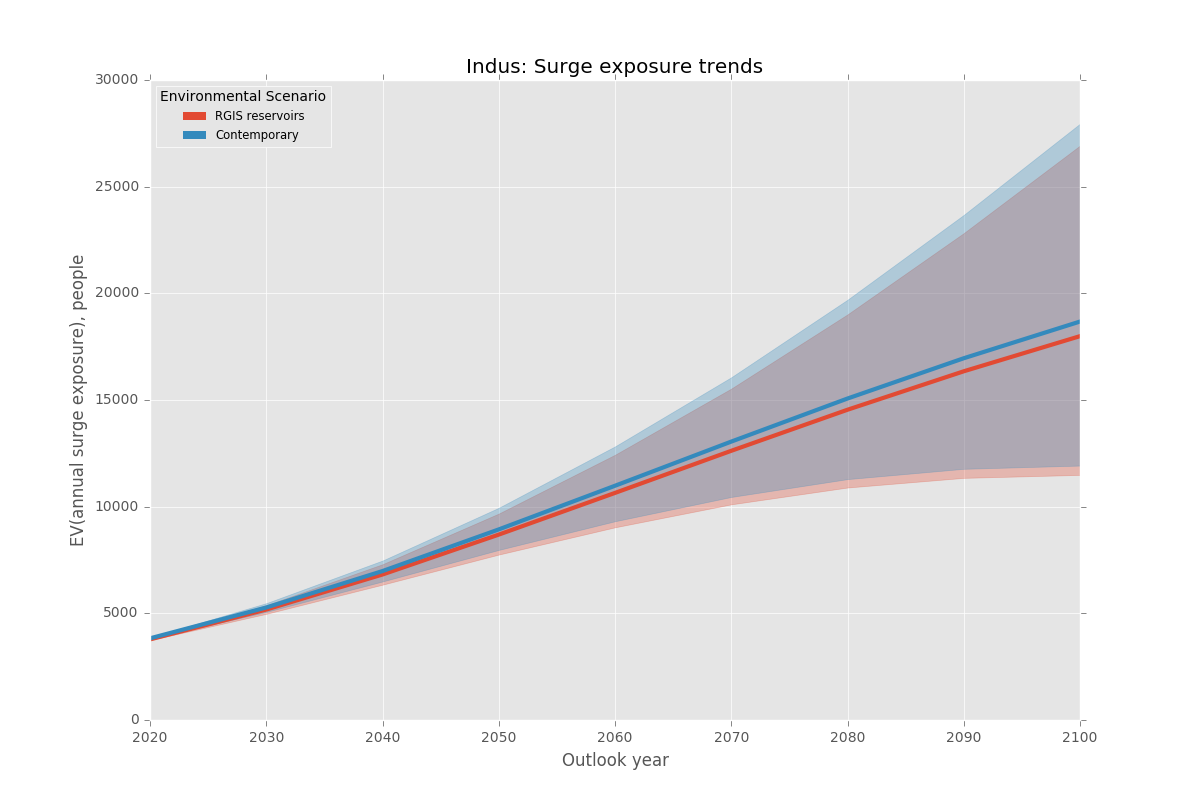 Indus: Surge exposure trends
30000
25000
20000
15000
10000
5000
0
EV(annual surge exposure), people
Environmental Scenario
RGIS reservoirs
Contemporary
2020 2030 2040 2050 2060 2070 2080 2090 2100
Outlook year